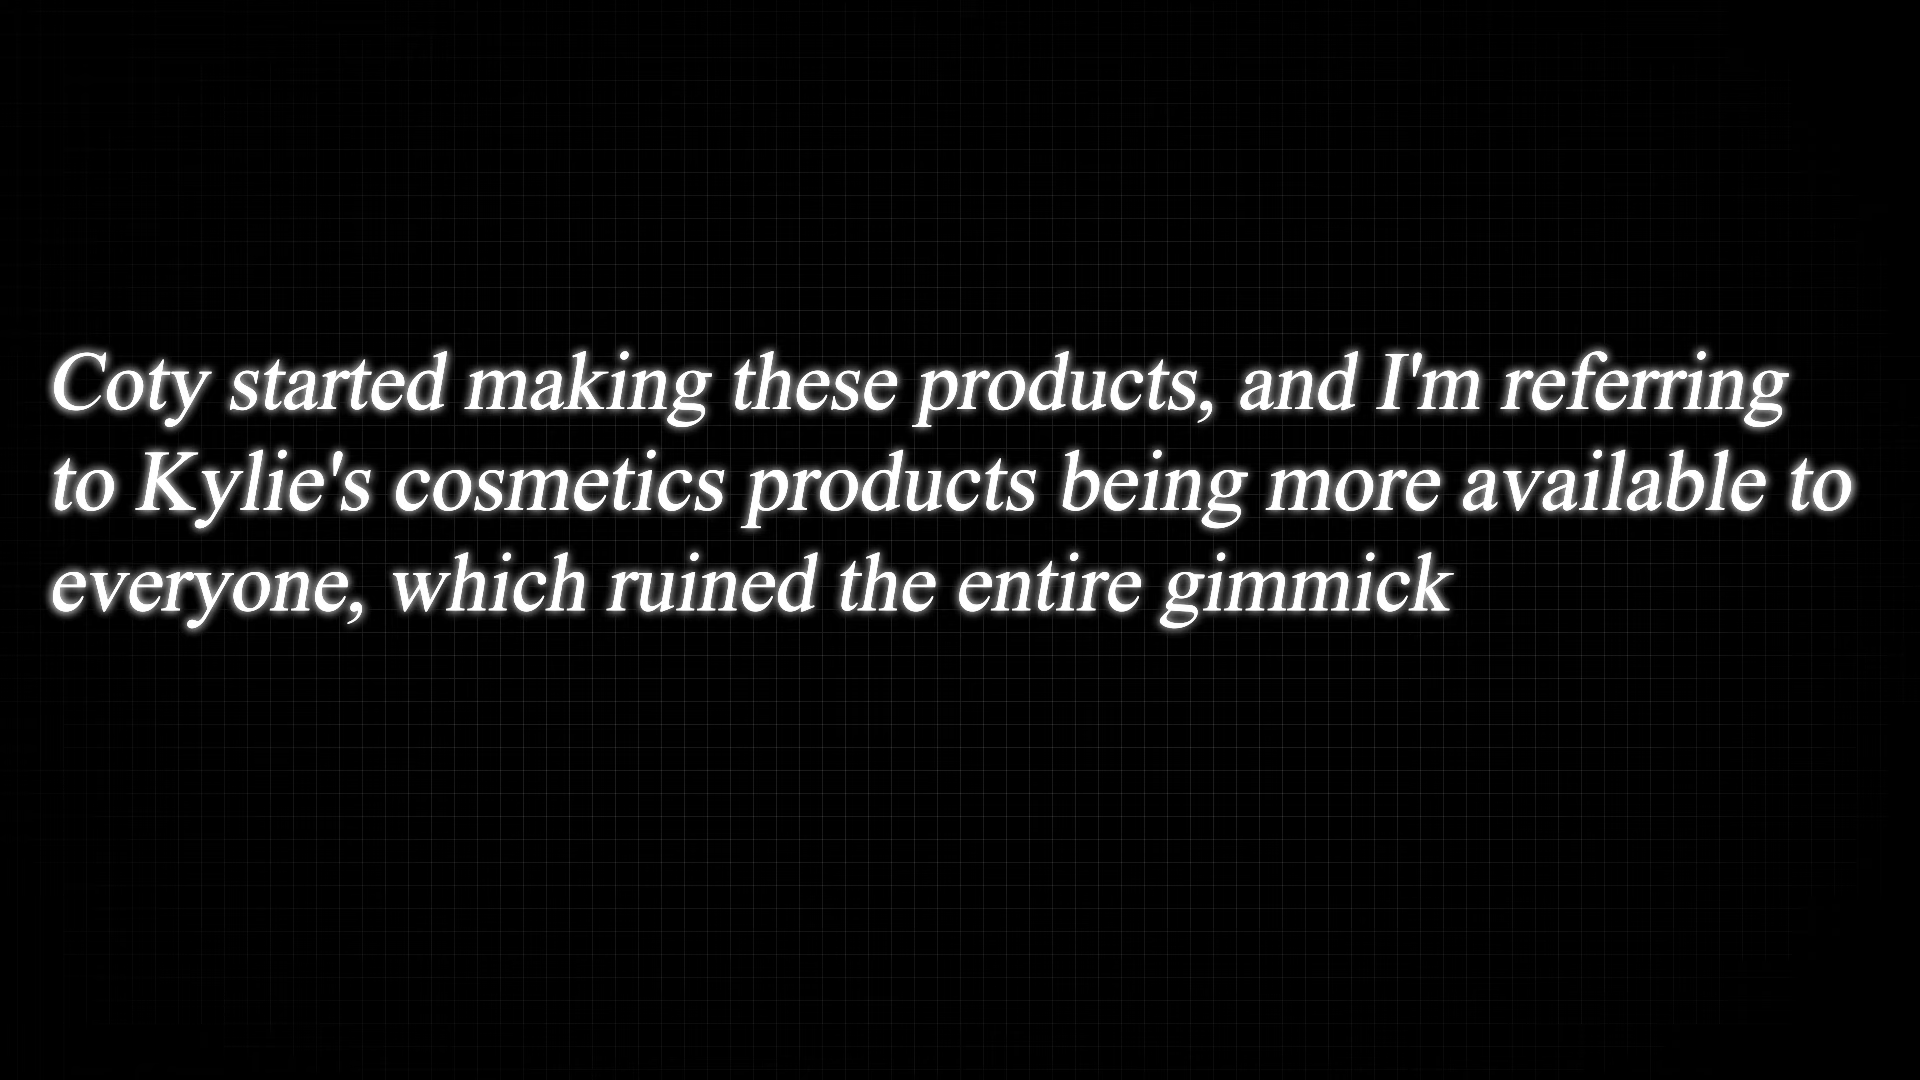 Coty started making these products, and I'm referring
to Kylie's cosmetics products being more available to
everyone, which ruined the entire gimmick